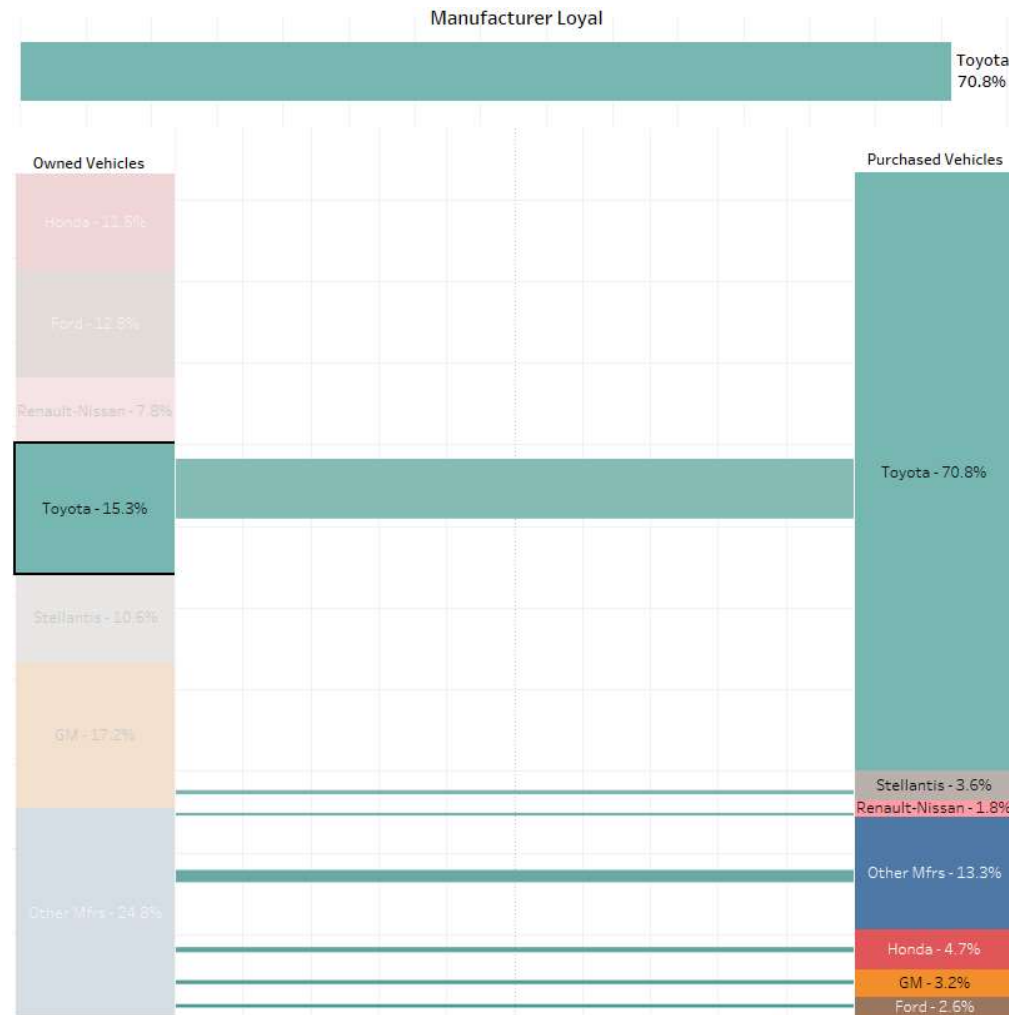 Manufacturer Loyal
Toyota
70.8%
Owned Vehicles
Purchased Vehicles
Honda - 11.5%
Ford - 12.8%
Renault-Nissan - 7.8%
Toyota - 15.3%
Stellantis - 10.6%
GM - 17.2%
Other Mfrs - 24.8%
Toyota - 70.8%
Stellantis - 3.6%
Renault-Nissan - 1.8%
Other Mfrs - 13.3%
Honda - 4.7%
GM - 3.2%
Ford - 2.6%